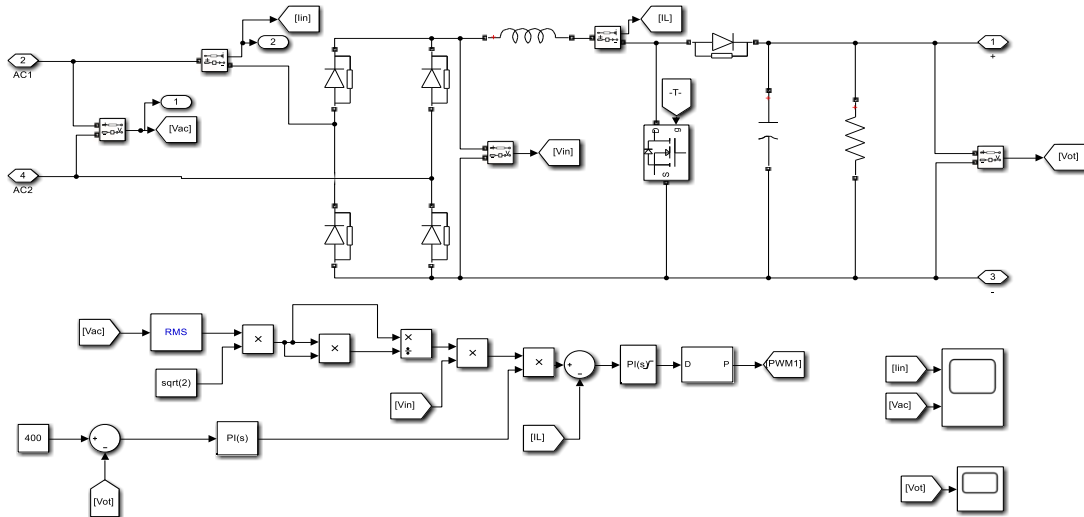 [Iin]
2
[IL]
2
AC1
1
[Vac]
4
AC2
+ i -
+ v -
-T-
g
D
S
[Vin]
1
+
[Vot]
3
-
[Vac]
RMS
×
×
×
÷
×
×
+
−
PI(s)
D P
[PWM1]
sqrt(2)
[Vin]
[IL]
400
+
−
PI(s)
[Vot]
[Iin]
[Vac]
[Vot]